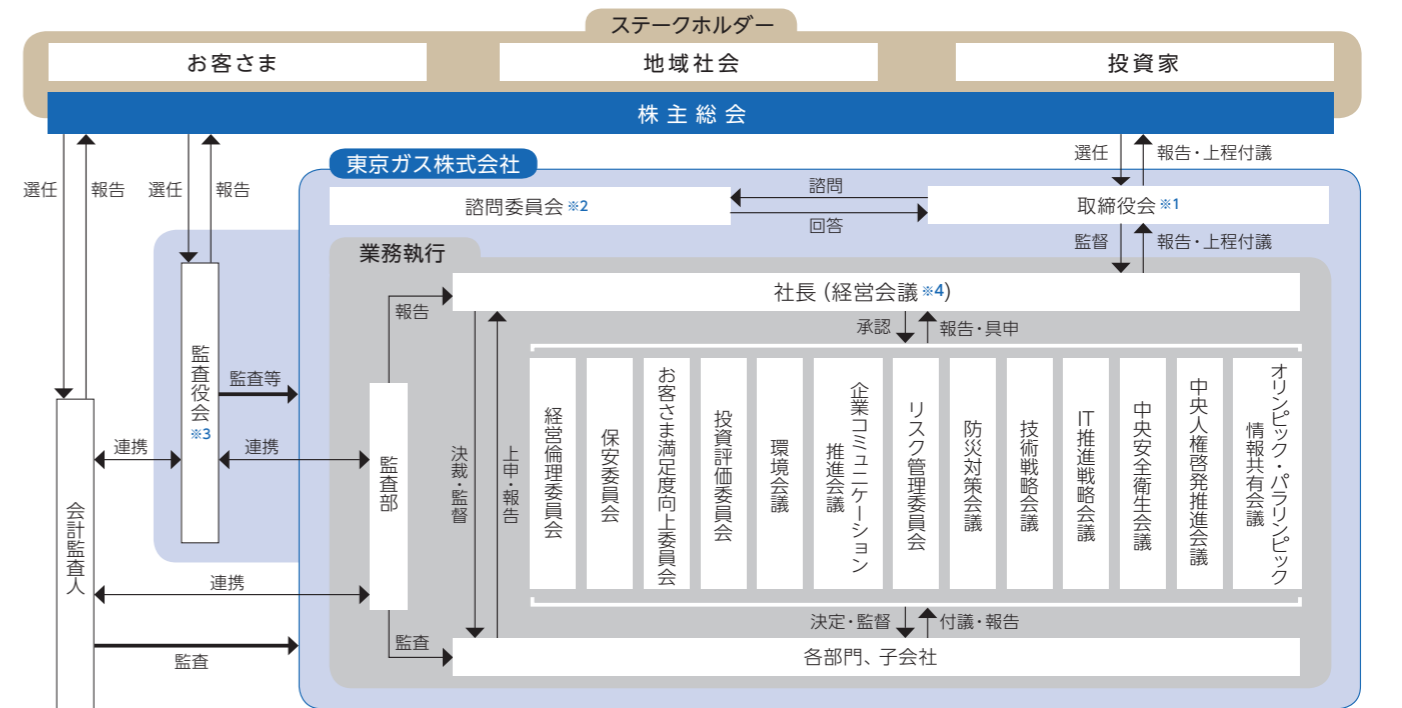 ステークホルダー
お客さま
地域社会
投資家
株主総会
選任
報告
選任
報告
選任
報告・上程付議
東京ガス株式会社
諮問委員会※2
諮問
回答
取締役会※1
監督
報告・上程付議
業務執行
社長（経営会議※4）
報告
承認
報告・具申
監査役会※3
監査等
連携
連携
監査部
決裁・監督
上申・報告
経営倫理委員会
保安委員会
お客さま満足度向上委員会
投資評価委員会
環境会議
企業コミュニケーション
推進会議
リスク管理委員会
防災対策会議
技術戦略会議
IT推進戦略会議
中央安全衛生会議
中央人権啓発推進会議
オリンピック・パラリンピック
情報共有会議
会計監査人
連携
監査
監査
決定・監督
付議・報告
各部門、子会社